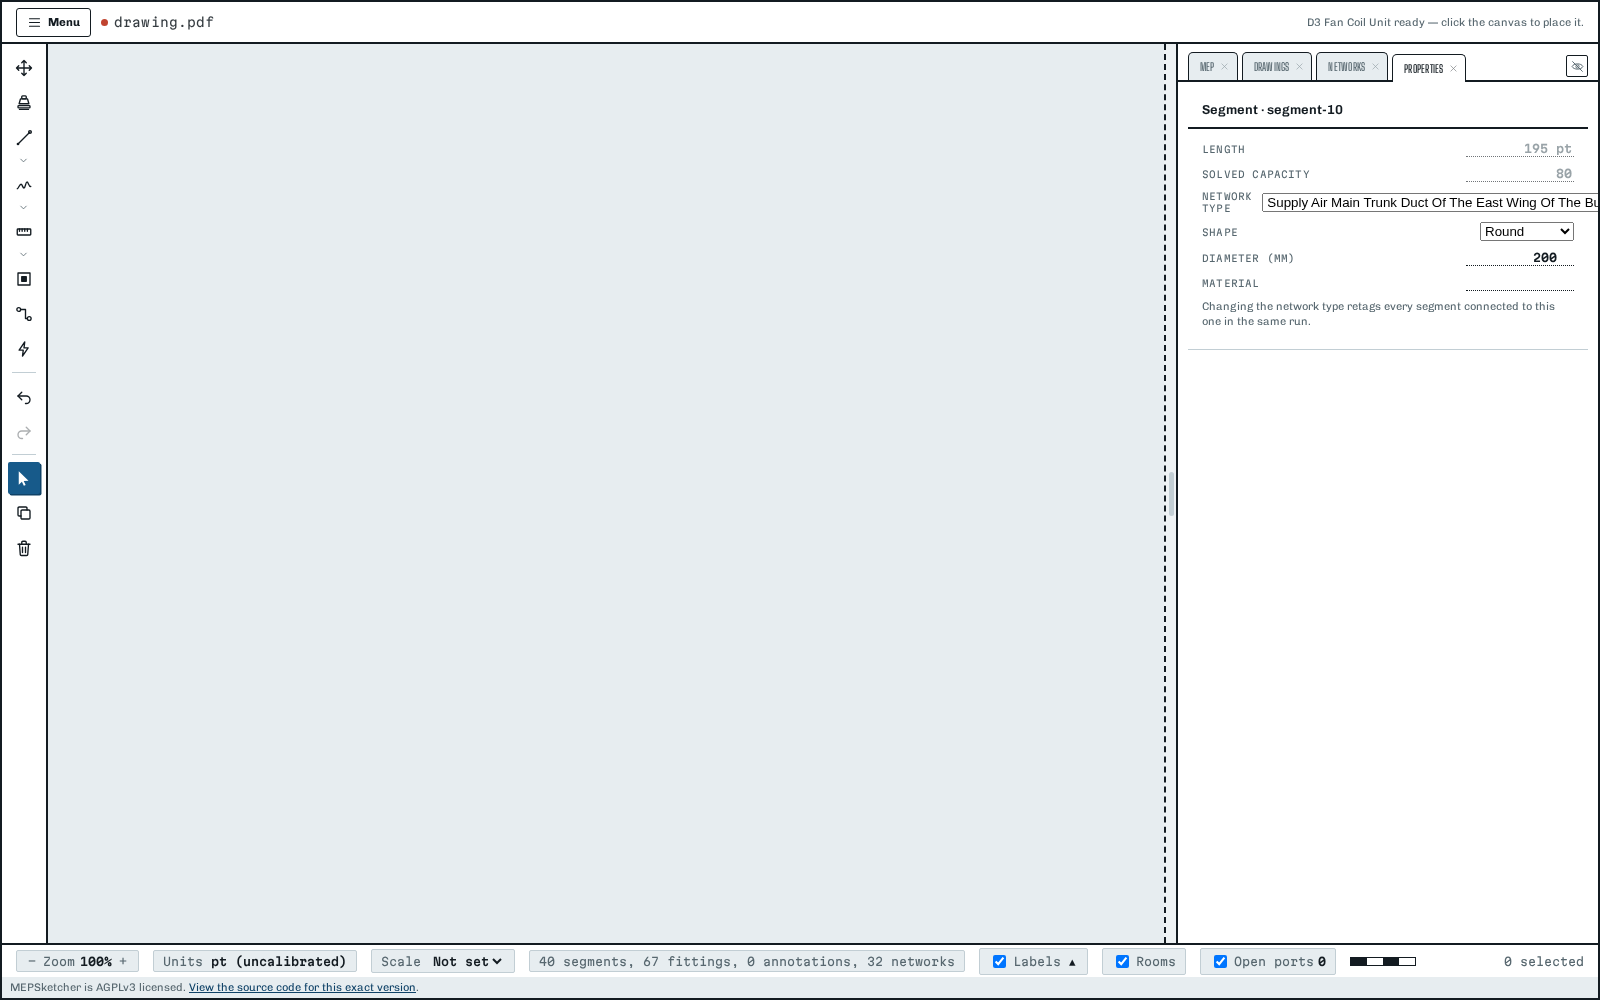 Menu
drawing.pdf
D3 Fan Coil Unit ready — click the canvas to place it.
MEP
DRAWINGS
NETWORKS
PROPERTIES
Segment · segment-10
LENGTH 195 pt
SOLVED CAPACITY 80
NETWORK TYPE Supply Air Main Trunk Duct Of The East Wing Of The Bu
SHAPE Round
DIAMETER (MM) 200
MATERIAL
Changing the network type retags every segment connected to this
one in the same run.
− Zoom 100% +
Units pt (uncalibrated)
Scale Not set
40 segments, 67 fittings, 0 annotations, 32 networks
Labels ▲
Rooms
Open ports 0
0 selected
MEPSketcher is AGPLv3 licensed. View the source code for this exact version.